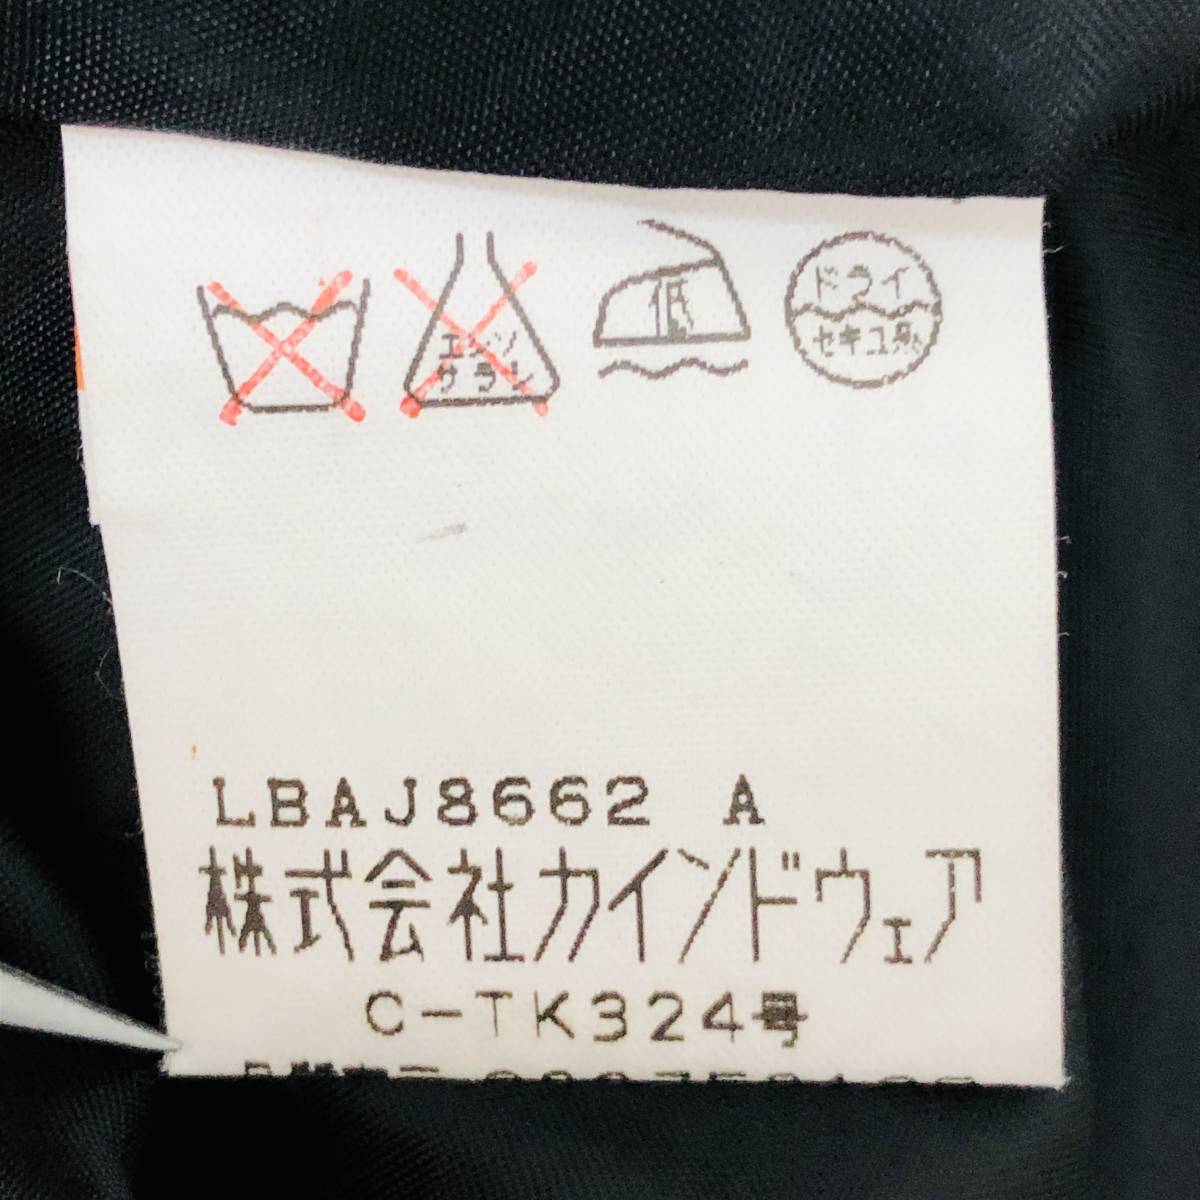 エンソ
サラシ
低
ドライ
セキユ系
LBAJ8662 A
株式会社カインドウェア
C-TK324号